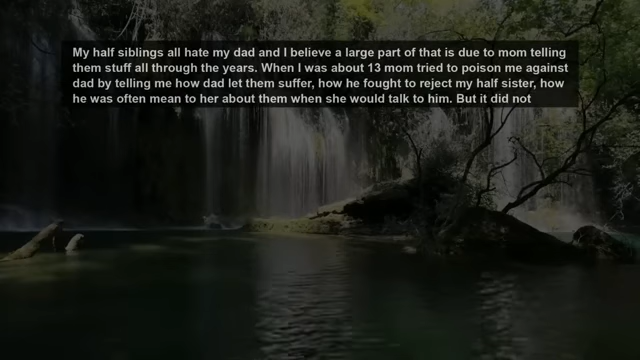 My half siblings all hate my dad and I believe a large part of that is due to mom telling
them stuff all through the years. When I was about 13 mom tried to poison me against
dad by telling me how dad let them suffer, how he fought to reject my half sister, how
he was often mean to her about them when she would talk to him. But it did not